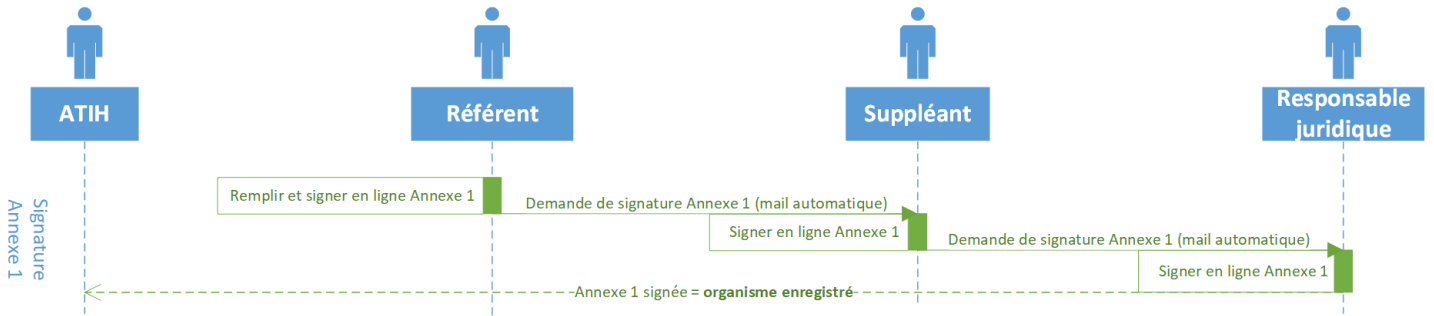 ATIH
Référent
Suppléant
Responsable
juridique
Signature
Annexe 1
Remplir et signer en ligne Annexe 1
Demande de signature Annexe 1 (mail automatique)
Signer en ligne Annexe 1
Demande de signature Annexe 1 (mail automatique)
Signer en ligne Annexe 1
Annexe 1 signée = organisme enregistré